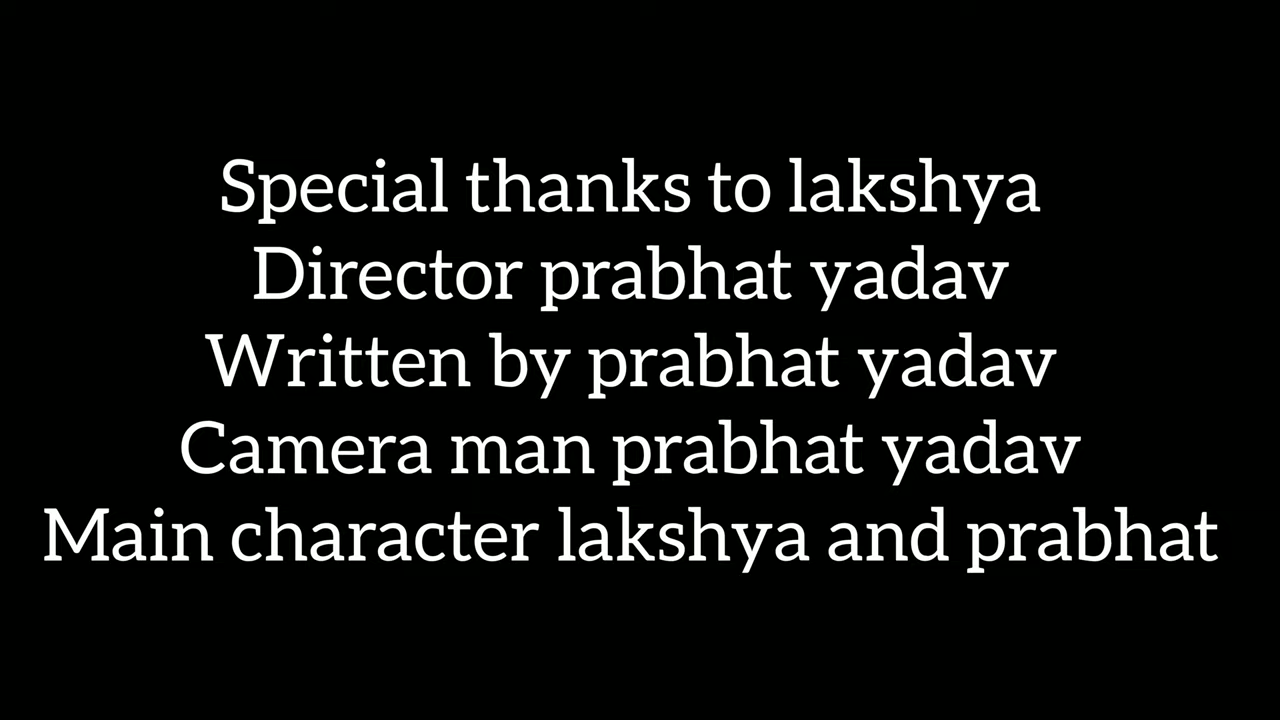 Special thanks to lakshya
Director prabhat yadav
Written by prabhat yadav
Camera man prabhat yadav
Main character lakshya and prabhat